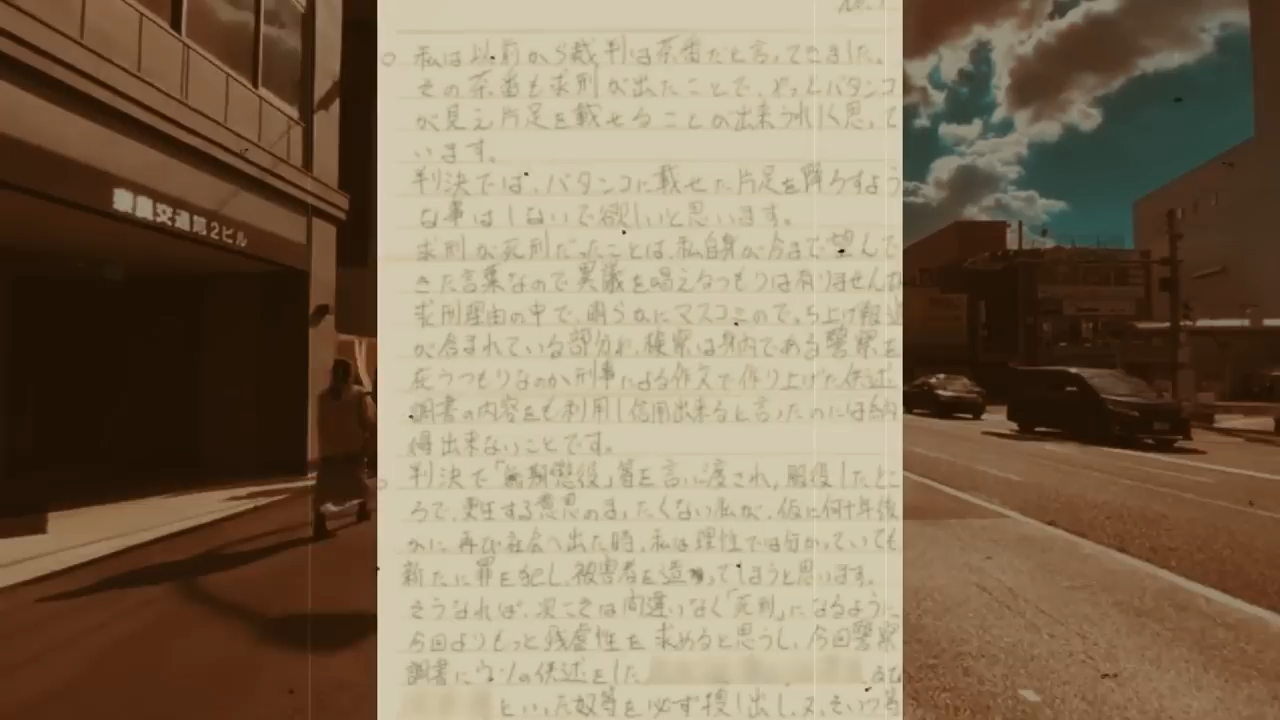 泉農交通第2ビル
私は以前から裁判は茶番だと言ってきました。
その茶番も求刑が出たことで、やっとバタンコ
が見え片足を載せることが出来うれしく思って
います。
判決では、バタンコに載せた片足を降ろすよう
な事はしないで欲しいと思います。
求刑が死刑だったことは、私自身が今まで望んで
きた言葉なので異議を唱えるつもりは有りませんが
求刑理由の中で、明らかにマスコミのでっち上げ報道
が含まれている部分や、検察は身内である警察を
庇うつもりなのか刑事による作文で作り上げた供述
調書の内容をも利用し信用出来ると言ったのには納
得出来ないことです。
判決で「無期懲役」等を言い渡され、服役したとこ
ろで、更生する意思のまったくない私が、仮に何十年後
かに再び社会へ出た時、私は理性では分かっていても
新たに罪を犯し、被害者を造ってしまうと思います。
そうなれば、次こそは間違いなく「死刑」になるように
今回よりもっと残虐性を求めると思うし、今回警察
調書にウソの供述をした
といった奴等を必ず捜し出し、又、そいつ等